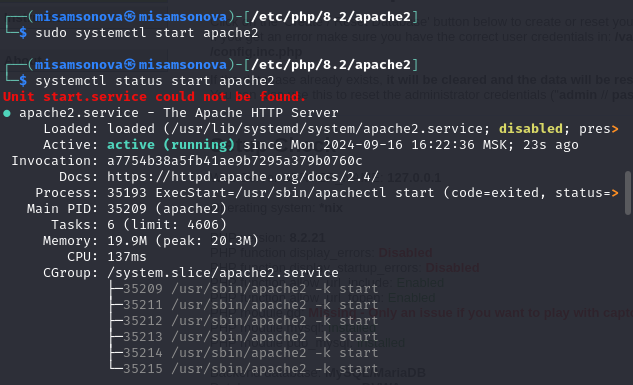 ┌──(misamsonova㉿misamsonova)-[/etc/php/8.2/apache2]
└─$ sudo systemctl start apache2
┌──(misamsonova㉿misamsonova)-[/etc/php/8.2/apache2]
└─$ systemctl status start apache2
Unit start.service could not be found.
● apache2.service - The Apache HTTP Server
Loaded: loaded (/usr/lib/systemd/system/apache2.service; disabled; pres>
Active: active (running) since Mon 2024-09-16 16:22:36 MSK; 23s ago
Invocation: a7754b38a5fb41ae9b7295a379b0760c
Docs: https://httpd.apache.org/docs/2.4/
Process: 35193 ExecStart=/usr/sbin/apachectl start (code=exited, status=>
Main PID: 35209 (apache2)
Tasks: 6 (limit: 4606)
Memory: 19.9M (peak: 20.3M)
CPU: 137ms
CGroup: /system.slice/apache2.service
├─35209 /usr/sbin/apache2 -k start
├─35211 /usr/sbin/apache2 -k start
├─35212 /usr/sbin/apache2 -k start
├─35213 /usr/sbin/apache2 -k start
├─35214 /usr/sbin/apache2 -k start
└─35215 /usr/sbin/apache2 -k start